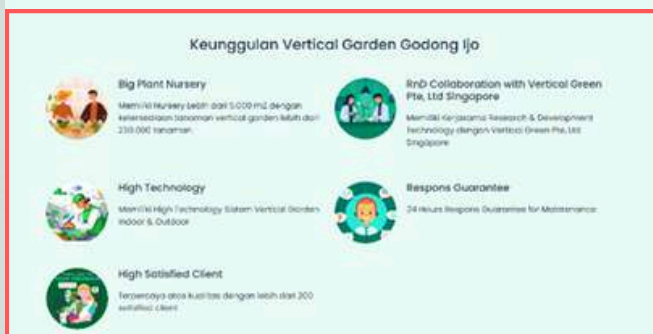 Keunggulan Vertical Garden Godong Ijo
Big Plant Nursery
Memiliki Nursery Lebih dari 5.000 m2 dengan
ketersediaan tanaman vertical garden lebih dari
250.000 tanaman.
RnD Collaboration with Vertical Green
Pte, Ltd Singapore
Memiliki Kerjasama Research & Development
Technology dengan Vertical Green Pte, Ltd
Singapore
High Technology
Memiliki High Technology Sistem Vertical Garden
Indoor & Outdoor
Respons Guarantee
24 Hours Respons Guarantee for Maintenance
High Satisfied Client
Terpercaya atas kualitas dengan lebih dari 200
satisfied client